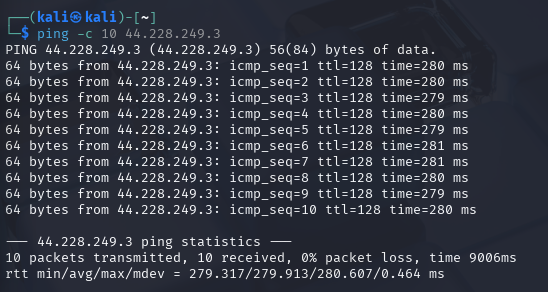 ┌──(kali㉿kali)-[~]
└─$ ping -c 10 44.228.249.3
PING 44.228.249.3 (44.228.249.3) 56(84) bytes of data.
64 bytes from 44.228.249.3: icmp_seq=1 ttl=128 time=280 ms
64 bytes from 44.228.249.3: icmp_seq=2 ttl=128 time=280 ms
64 bytes from 44.228.249.3: icmp_seq=3 ttl=128 time=279 ms
64 bytes from 44.228.249.3: icmp_seq=4 ttl=128 time=280 ms
64 bytes from 44.228.249.3: icmp_seq=5 ttl=128 time=279 ms
64 bytes from 44.228.249.3: icmp_seq=6 ttl=128 time=281 ms
64 bytes from 44.228.249.3: icmp_seq=7 ttl=128 time=281 ms
64 bytes from 44.228.249.3: icmp_seq=8 ttl=128 time=280 ms
64 bytes from 44.228.249.3: icmp_seq=9 ttl=128 time=279 ms
64 bytes from 44.228.249.3: icmp_seq=10 ttl=128 time=280 ms

--- 44.228.249.3 ping statistics ---
10 packets transmitted, 10 received, 0% packet loss, time 9006ms
rtt min/avg/max/mdev = 279.317/279.913/280.607/0.464 ms